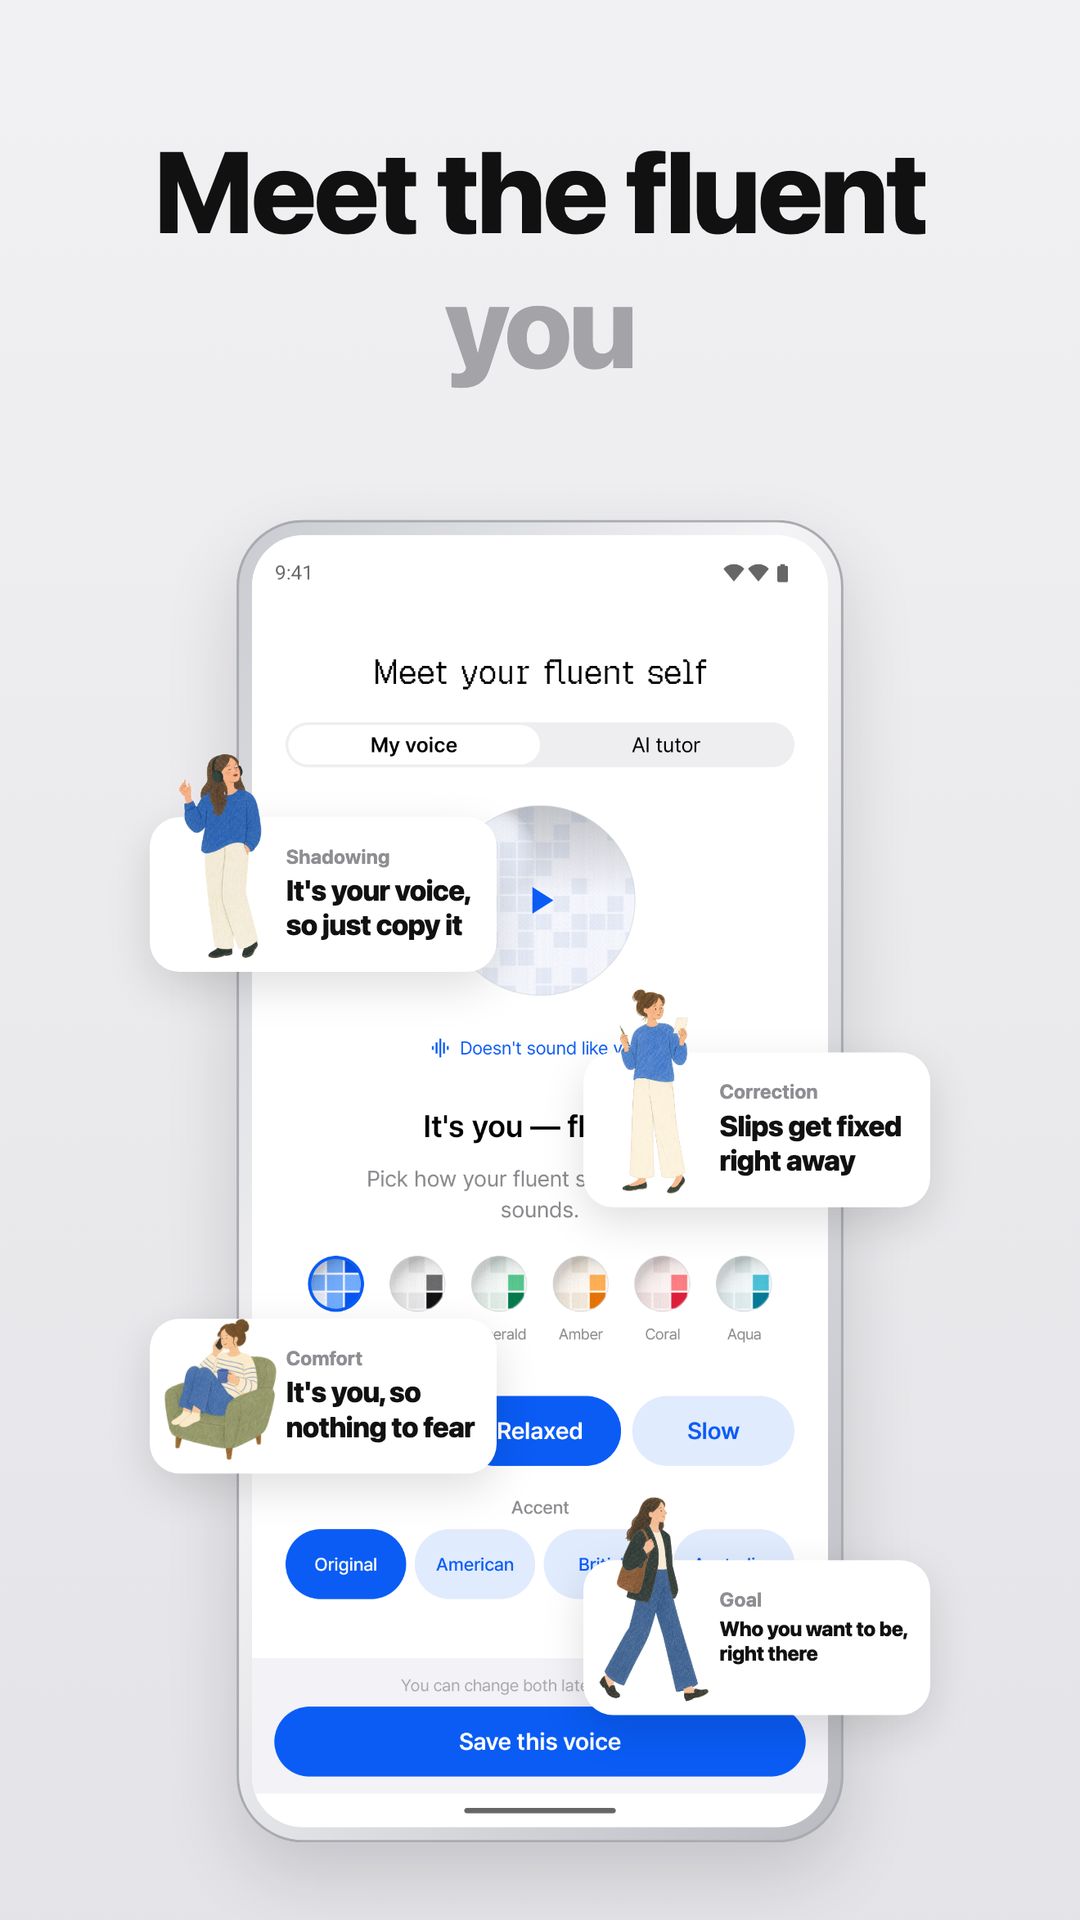 Meet the fluent
you
9:41
Meet your fluent self
My voice
AI tutor
Shadowing
It's your voice,
so just copy it
Doesn't sound like
Correction
Slips get fixed
right away
It's you —
Pick how your fluent
sounds.
Amber
Coral
Aqua
Comfort
It's you, so
nothing to fear
Relaxed
Slow
Accent
Original
American
Goal
Who you want to be,
right there
You can change both
Save this voice